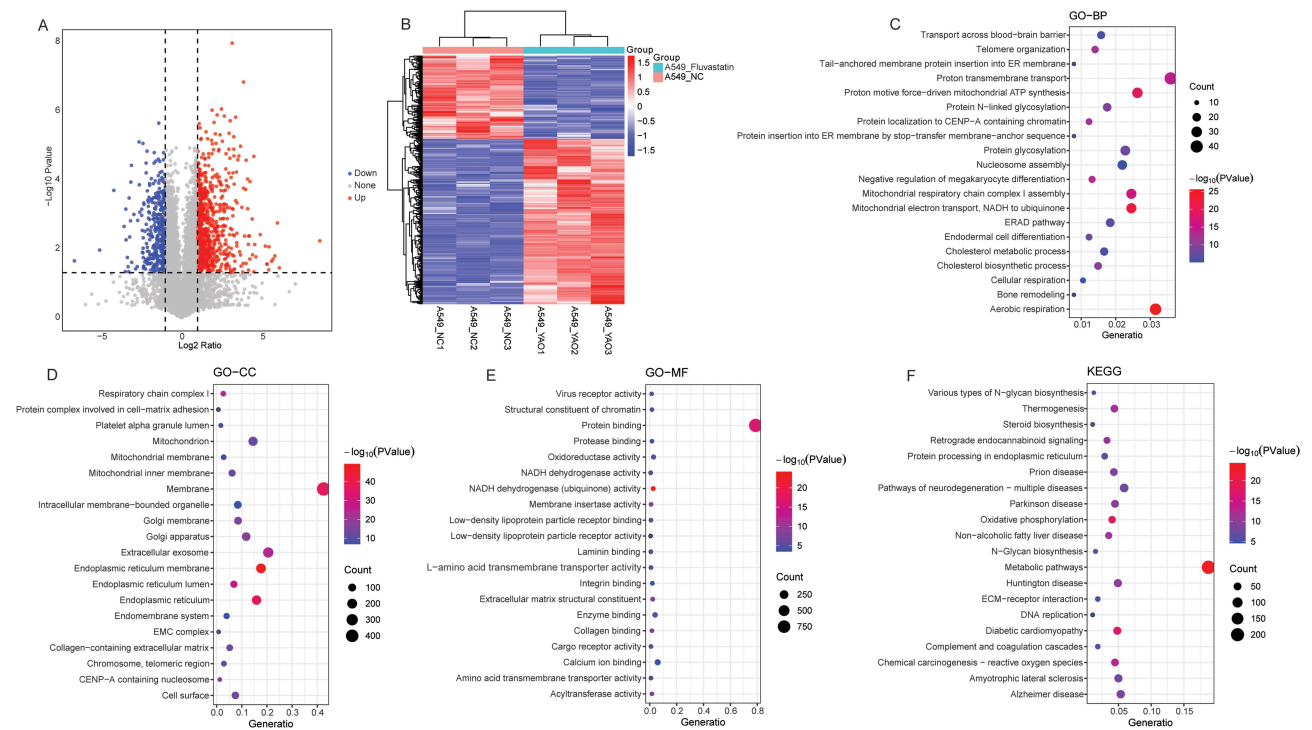 A
8
6
4
2
0
−Log10 Pvalue
−5
0
5
Log2 Ratio
Down
None
Up
B
Group
Group
A549_Fluvastatin
A549_NC
1.5
1
0.5
0
−0.5
−1
−1.5
A549_NC1
A549_NC2
A549_NC3
A549_YAO1
A549_YAO2
A549_YAO3
C
GO-BP
Transport across blood−brain barrier
Telomere organization
Tail−anchored membrane protein insertion into ER membrane
Proton transmembrane transport
Proton motive force−driven mitochondrial ATP synthesis
Protein N−linked glycosylation
Protein localization to CENP−A containing chromatin
Protein insertion into ER membrane by stop−transfer membrane−anchor sequence
Protein glycosylation
Nucleosome assembly
Negative regulation of megakaryocyte differentiation
Mitochondrial respiratory chain complex I assembly
Mitochondrial electron transport, NADH to ubiquinone
ERAD pathway
Endodermal cell differentiation
Cholesterol metabolic process
Cholesterol biosynthetic process
Cellular respiration
Bone remodeling
Aerobic respiration
0.01
0.02
0.03
Generatio
Count
10
20
30
40
−log10(PValue)
25
20
15
10
D
GO-CC
Respiratory chain complex I
Protein complex involved in cell−matrix adhesion
Platelet alpha granule lumen
Mitochondrion
Mitochondrial membrane
Mitochondrial inner membrane
Membrane
Intracellular membrane−bounded organelle
Golgi membrane
Golgi apparatus
Extracellular exosome
Endoplasmic reticulum membrane
Endoplasmic reticulum lumen
Endoplasmic reticulum
Endomembrane system
EMC complex
Collagen−containing extracellular matrix
Chromosome, telomeric region
CENP−A containing nucleosome
Cell surface
0.0
0.1
0.2
0.3
0.4
Generatio
−log10(PValue)
40
30
20
10
Count
100
200
300
400
E
GO-MF
Virus receptor activity
Structural constituent of chromatin
Protein binding
Protease binding
Oxidoreductase activity
NADH dehydrogenase activity
NADH dehydrogenase (ubiquinone) activity
Membrane insertase activity
Low−density lipoprotein particle receptor binding
Low−density lipoprotein particle receptor activity
Laminin binding
L−amino acid transmembrane transporter activity
Integrin binding
Extracellular matrix structural constituent
Enzyme binding
Collagen binding
Cargo receptor activity
Calcium ion binding
Amino acid transmembrane transporter activity
Acyltransferase activity
0.0
0.2
0.4
0.6
0.8
Generatio
−log10(PValue)
20
15
10
5
Count
250
500
750
F
KEGG
Various types of N−glycan biosynthesis
Thermogenesis
Steroid biosynthesis
Retrograde endocannabinoid signaling
Protein processing in endoplasmic reticulum
Prion disease
Pathways of neurodegeneration − multiple diseases
Parkinson disease
Oxidative phosphorylation
Non−alcoholic fatty liver disease
N−Glycan biosynthesis
Metabolic pathways
Huntington disease
ECM−receptor interaction
DNA replication
Diabetic cardiomyopathy
Complement and coagulation cascades
Chemical carcinogenesis − reactive oxygen species
Amyotrophic lateral sclerosis
Alzheimer disease
0.05
0.10
0.15
Generatio
−log10(PValue)
25
20
15
10
5
Count
50
100
150
200